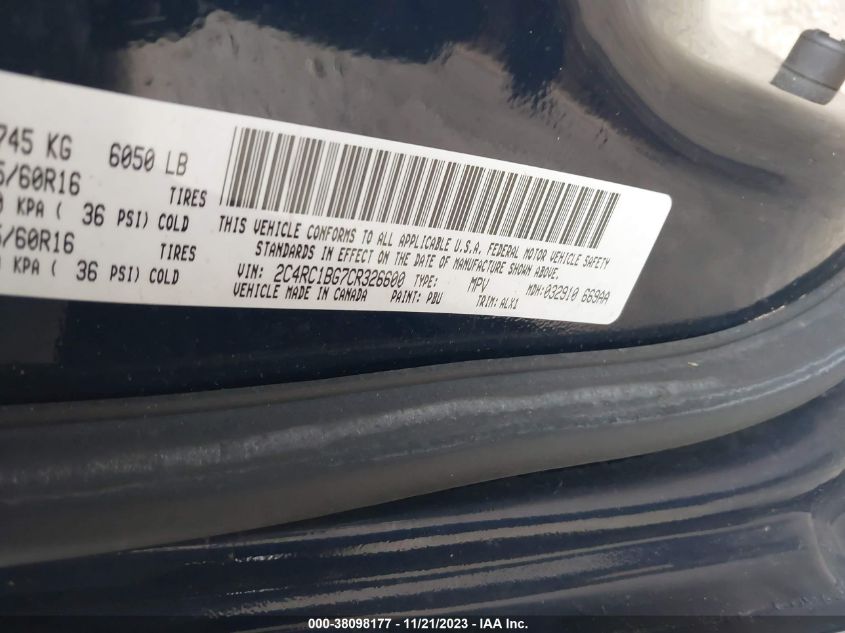 745 KG 6050 LB
5/60R16 TIRES
0 KPA ( 36 PSI) COLD
5/60R16 TIRES
KPA ( 36 PSI) COLD
THIS VEHICLE CONFORMS TO ALL APPLICABLE U.S.A. FEDERAL MOTOR VEHICLE SAFETY
STANDARDS IN EFFECT ON THE DATE OF MANUFACTURE SHOWN ABOVE.
VIN: 2C4RC1BG7CR326600 TYPE: MPV MDH:032910 669AA
VEHICLE MADE IN CANADA PAINT: PBU TRIM: ALX1
000-38098177 - 11/21/2023 - IAA Inc.